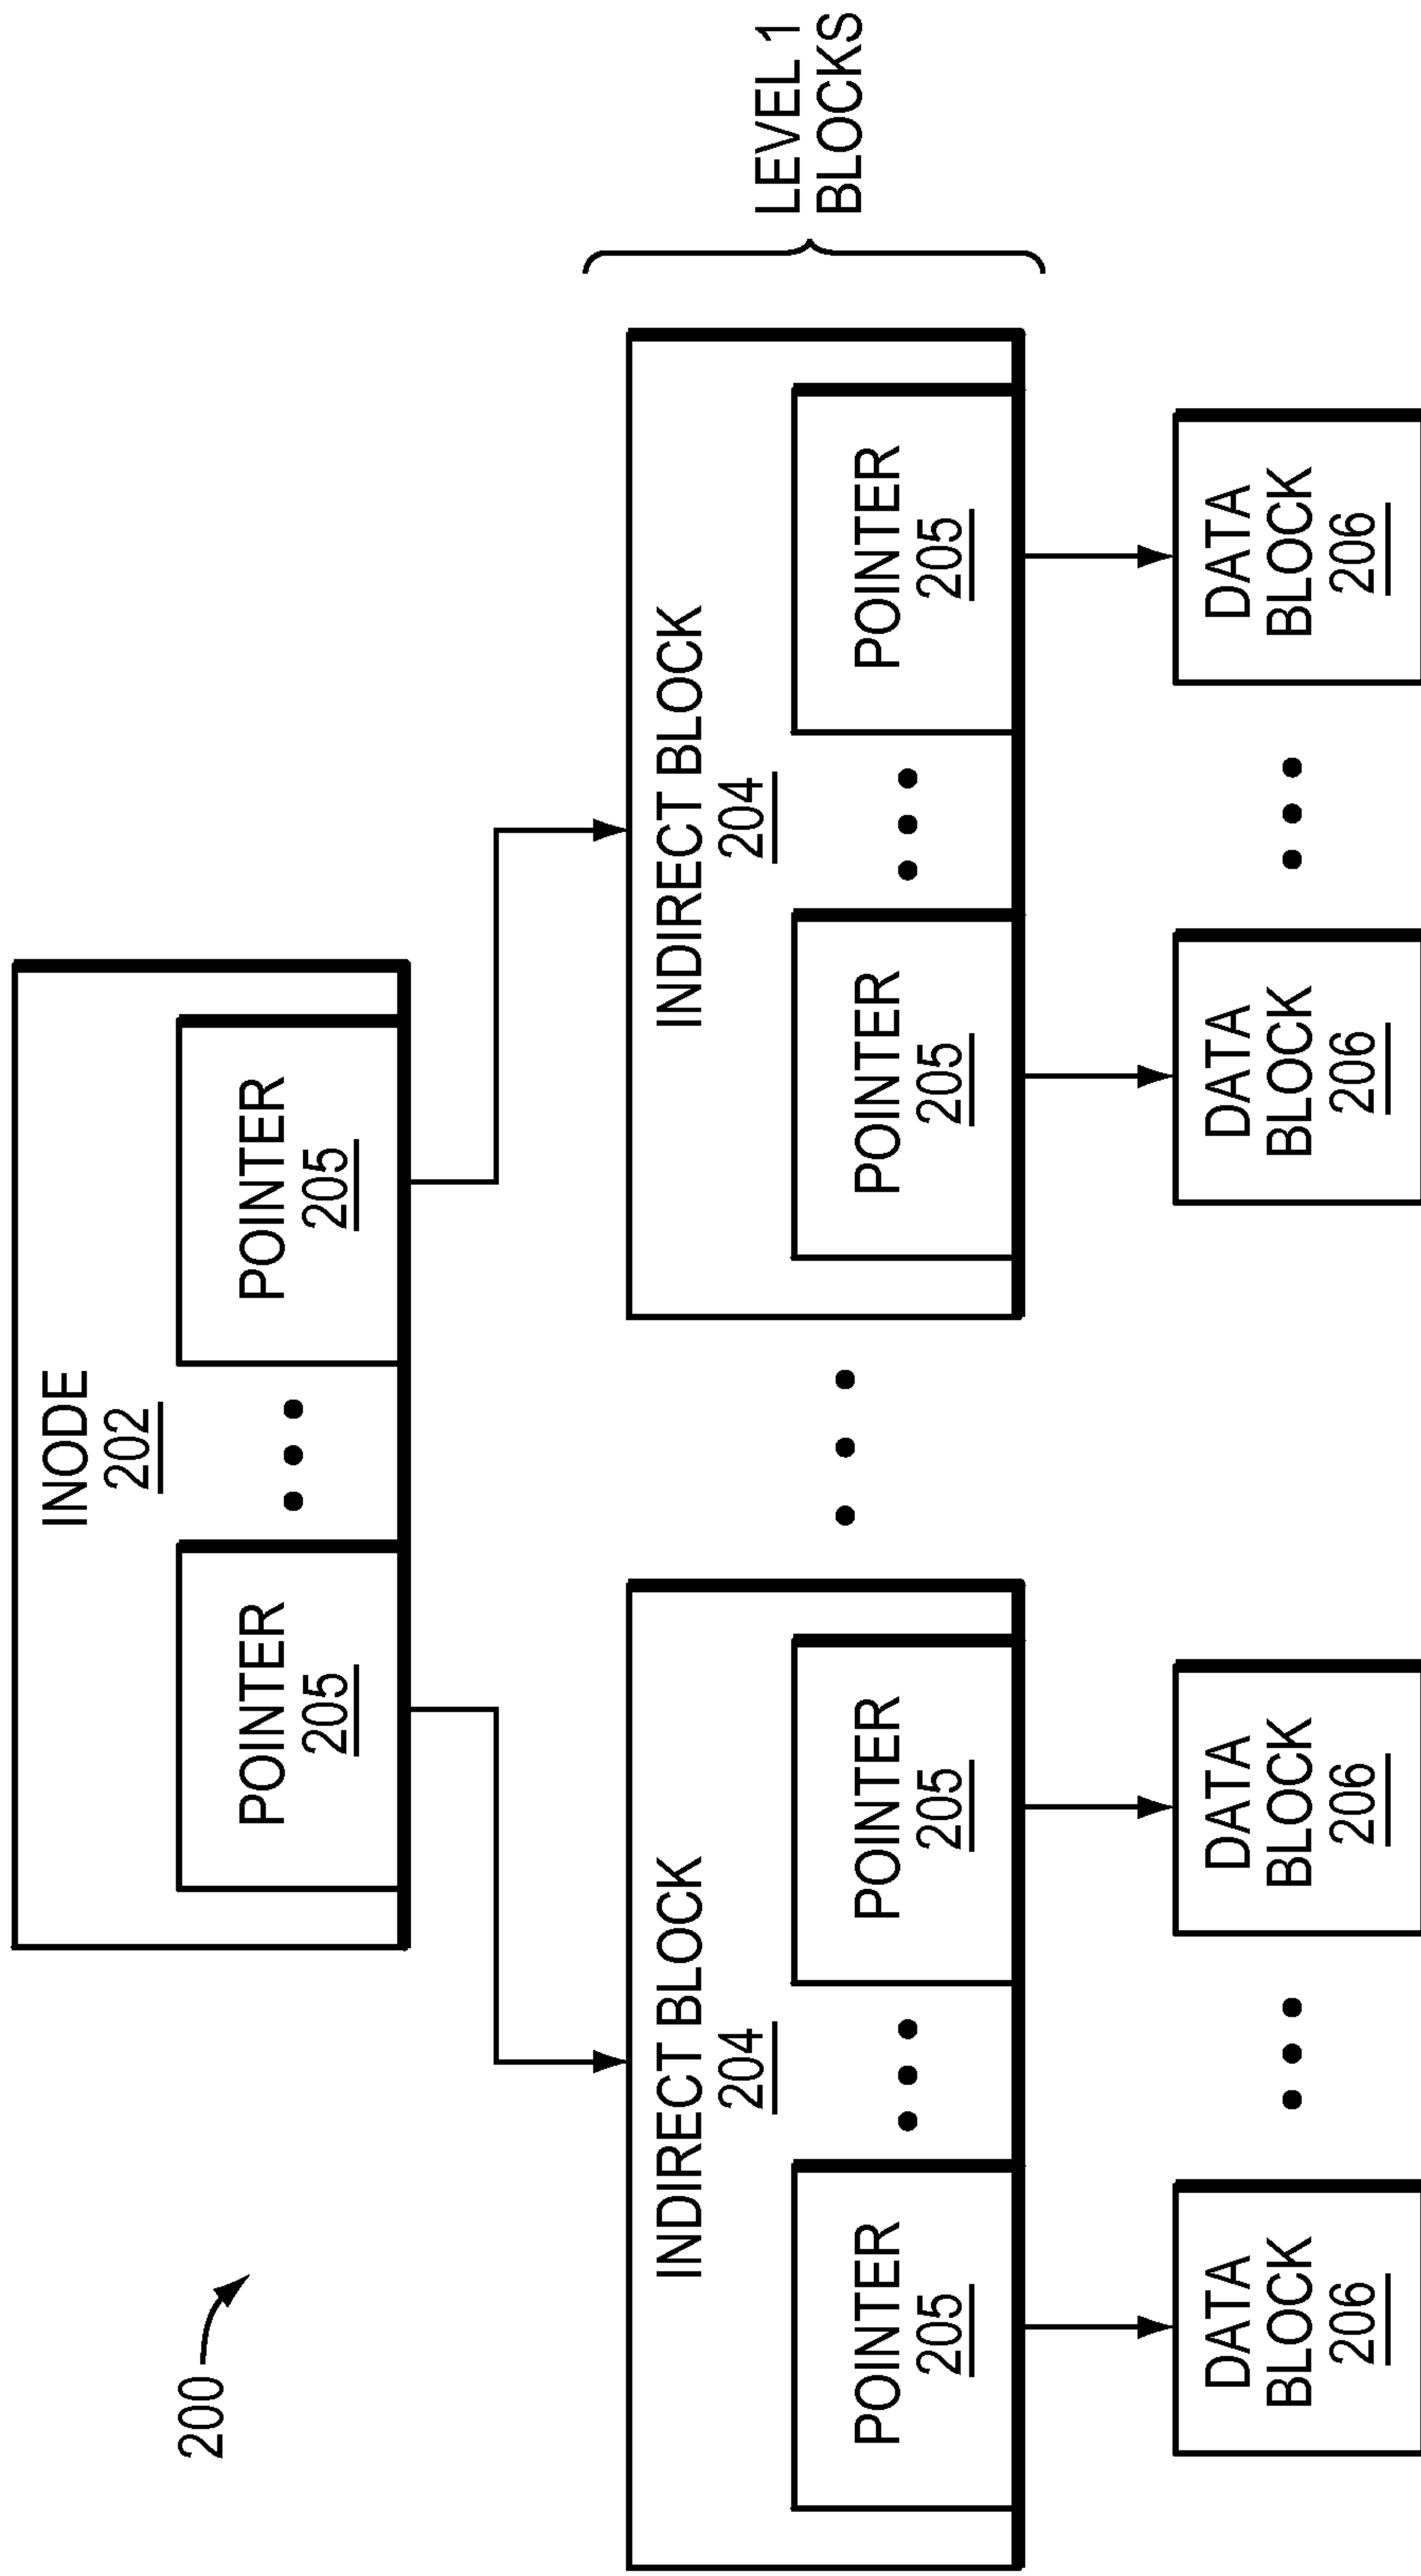 200
INODE
202
POINTER
205
POINTER
205
INDIRECT BLOCK
204
POINTER
205
POINTER
205
INDIRECT BLOCK
204
POINTER
205
POINTER
205
LEVEL 1
BLOCKS
DATA
BLOCK
206
DATA
BLOCK
206
DATA
BLOCK
206
DATA
BLOCK
206